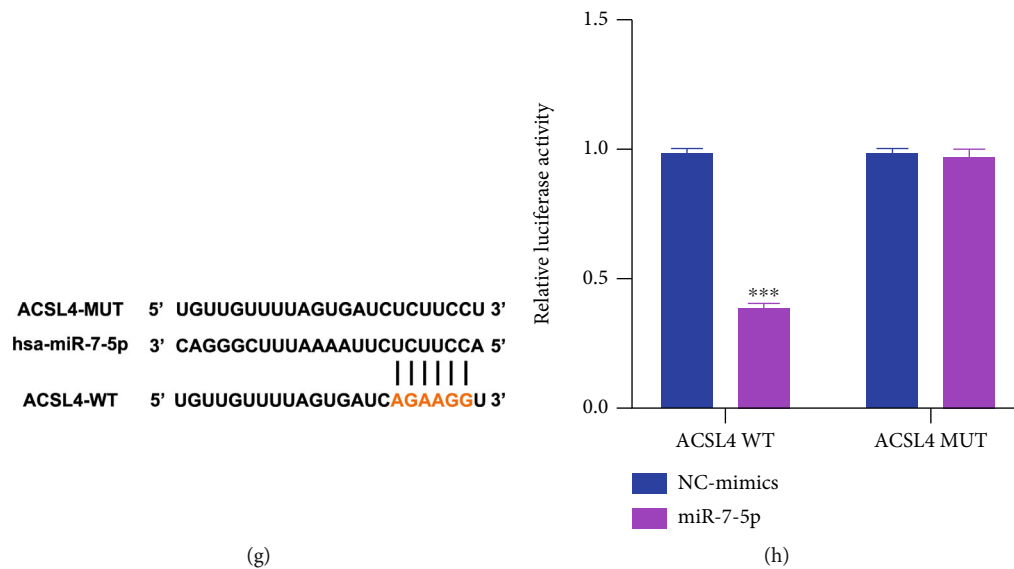 ACSL4-MUT 5’ UGUUGUUUUAGUGAUCUCUUCCU 3’
hsa-miR-7-5p 3’ CAGGGCUUUAAAAUUCUCUUCCA 5’
ACSL4-WT 5’ UGUUGUUUUAGUGAUCAGAAGGU 3’
(g)
Relative luciferase activity
1.5
1.0
0.5
0.0
***
ACSL4 WT ACSL4 MUT
NC-mimics
miR-7-5p
(h)